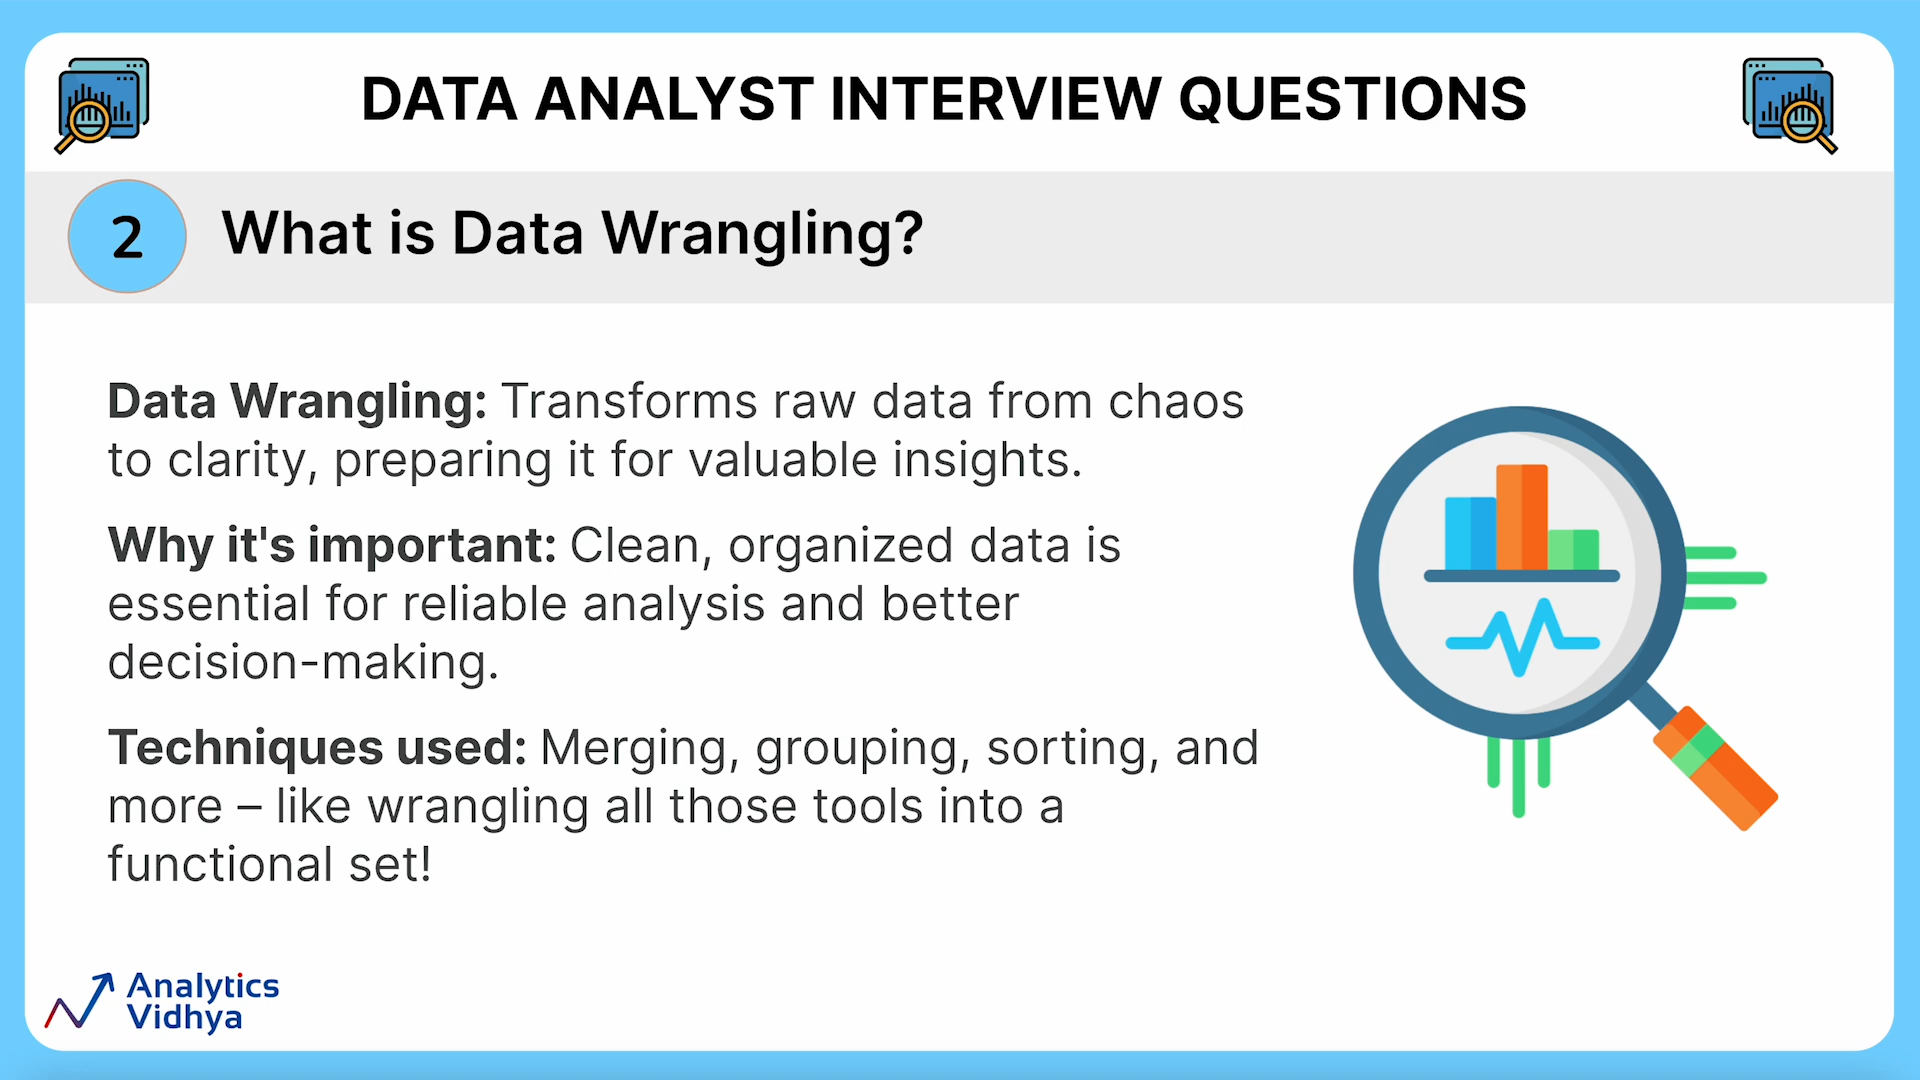 DATA ANALYST INTERVIEW QUESTIONS
2
What is Data Wrangling?
Data Wrangling: Transforms raw data from chaos
to clarity, preparing it for valuable insights.
Why it's important: Clean, organized data is
essential for reliable analysis and better
decision-making.
Techniques used: Merging, grouping, sorting, and
more – like wrangling all those tools into a
functional set!
Analytics
Vidhya